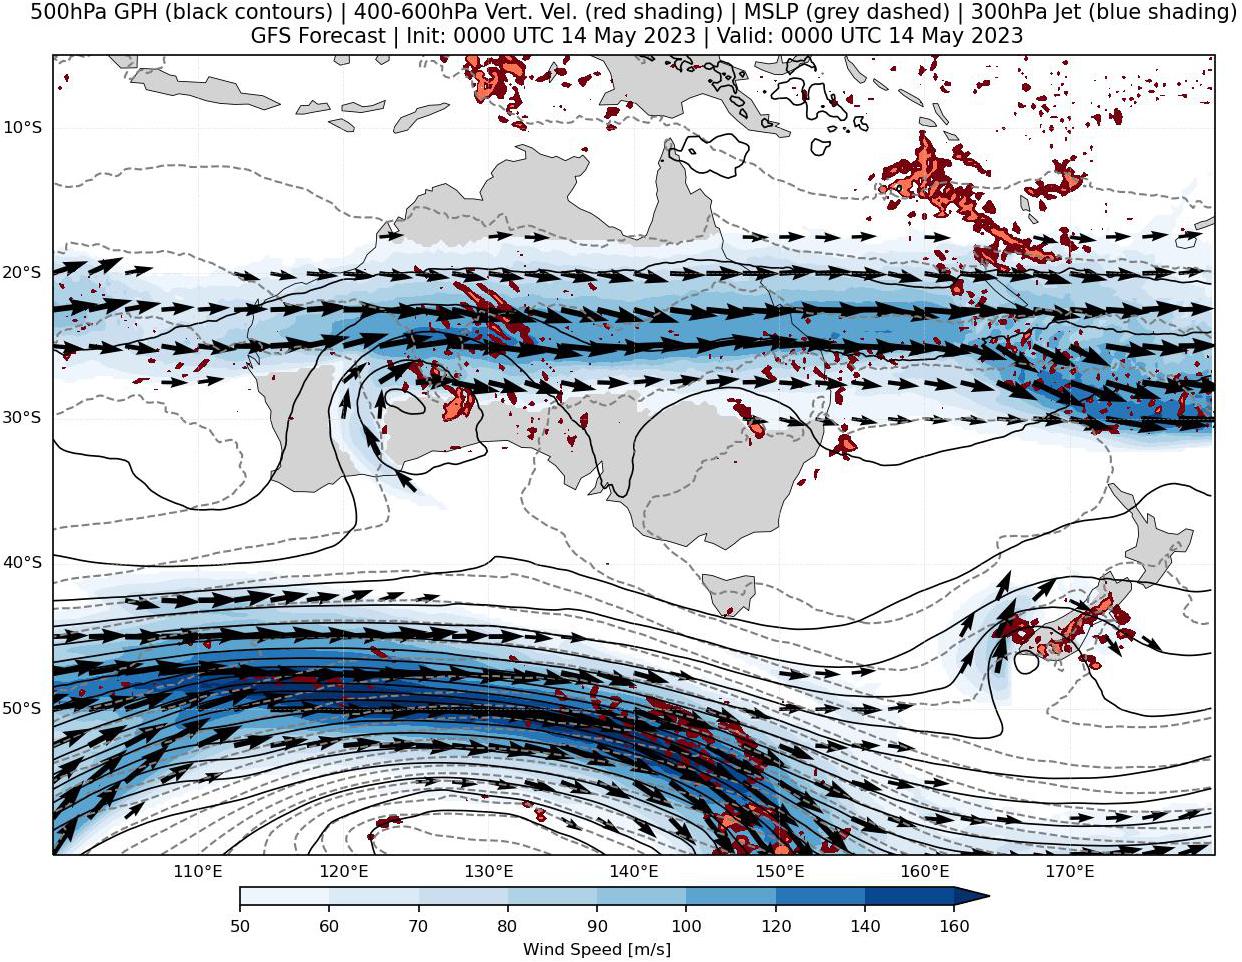 500hPa GPH (black contours) | 400-600hPa Vert. Vel. (red shading) | MSLP (grey dashed) | 300hPa Jet (blue shading)
GFS Forecast | Init: 0000 UTC 14 May 2023 | Valid: 0000 UTC 14 May 2023
10°S
20°S
30°S
40°S
50°S
110°E 120°E 130°E 140°E 150°E 160°E 170°E
50 60 70 80 90 100 120 140 160
Wind Speed [m/s]